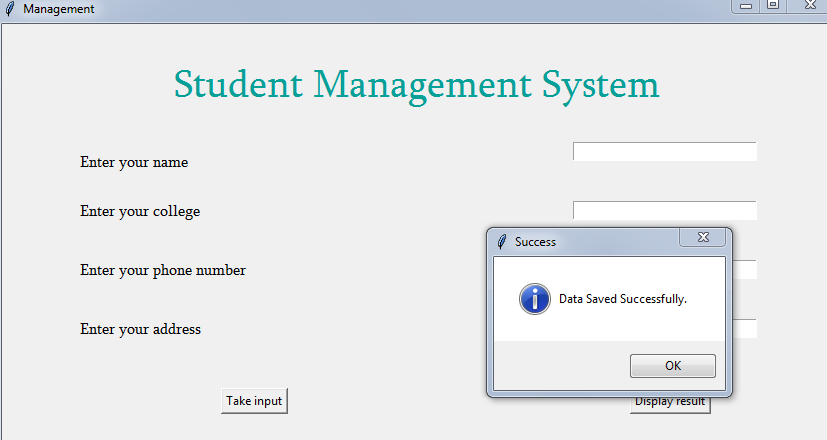 Management
Student Management System
Enter your name
Enter your college
Success
Enter your phone number
Data Saved Successfully.
Enter your address
OK
Take input
Display result